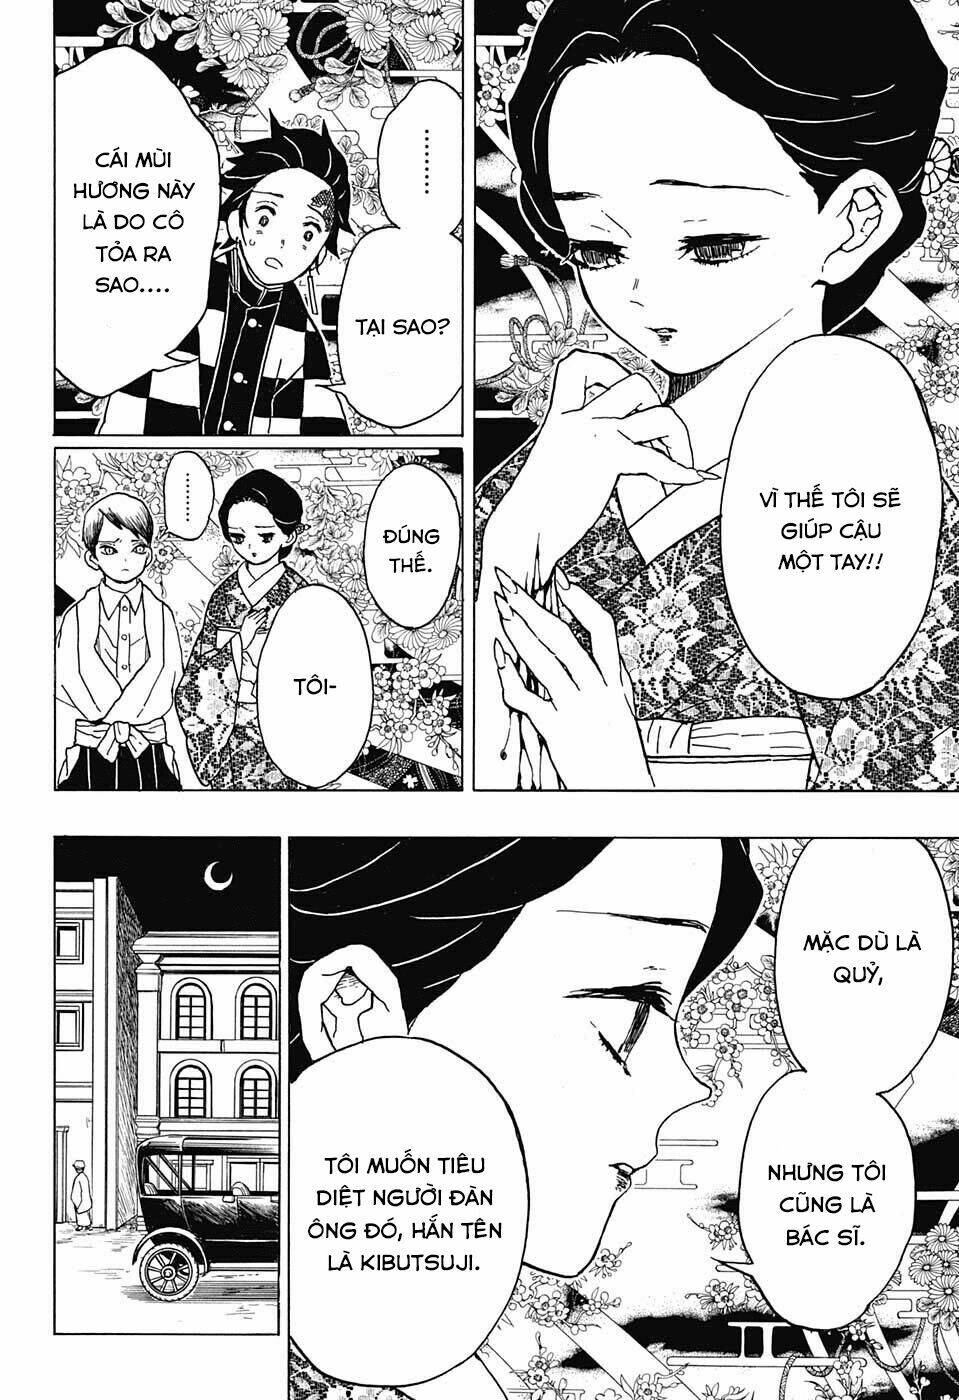 VÌ THẾ TÔI SẼ
GIÚP CẬU
MỘT TAY!!
.........
TẠI SAO?
CÁI MÙI
HƯƠNG NÀY
LÀ DO CÔ
TỎA RA
SAO....
ĐÚNG
THẾ.
TÔI-
.........
MẶC DÙ LÀ
QUỶ,
NHƯNG TÔI
CŨNG LÀ
BÁC SĨ.
TÔI MUỐN TIÊU
DIỆT NGƯỜI ĐÀN
ÔNG ĐÓ, HẮN TÊN
LÀ KIBUTSUJI.